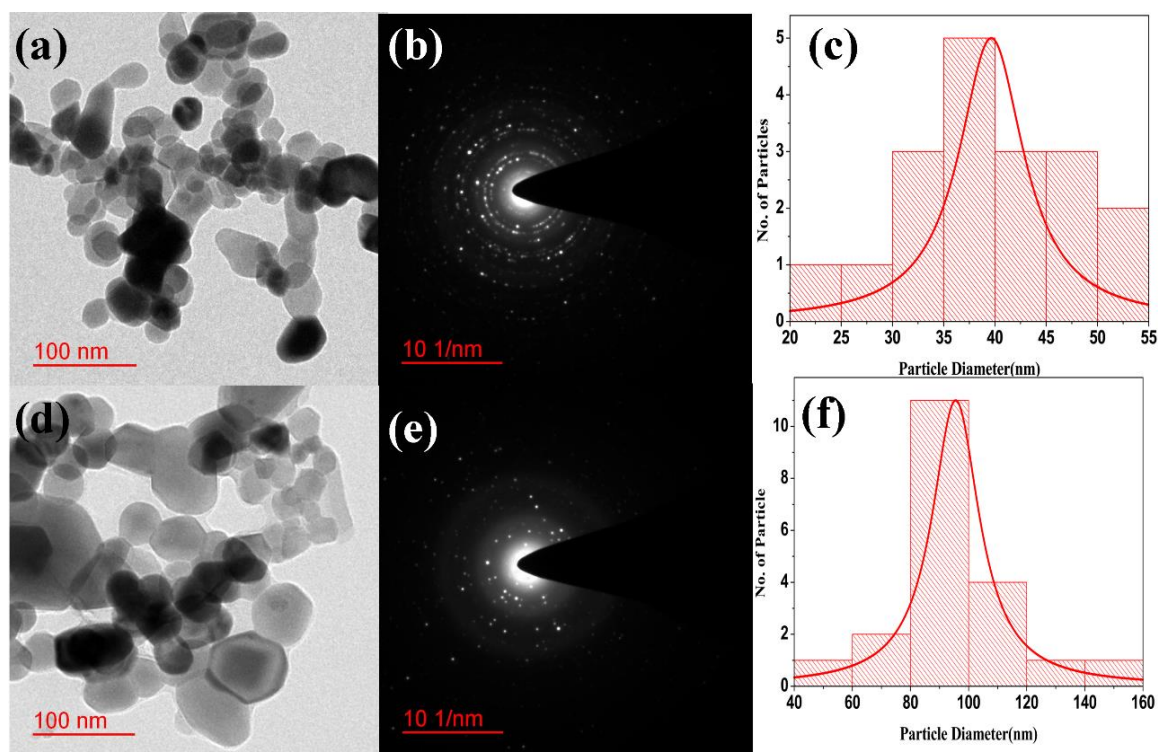 (a)
100 nm
(b)
10 1/nm
(c)
No. of Particles
5
4
3
2
1
0
20 25 30 35 40 45 50 55
Particle Diameter(nm)
(d)
100 nm
(e)
10 1/nm
(f)
No. of Particle
10
8
6
4
2
0
40 60 80 100 120 140 160
Particle Diameter(nm)